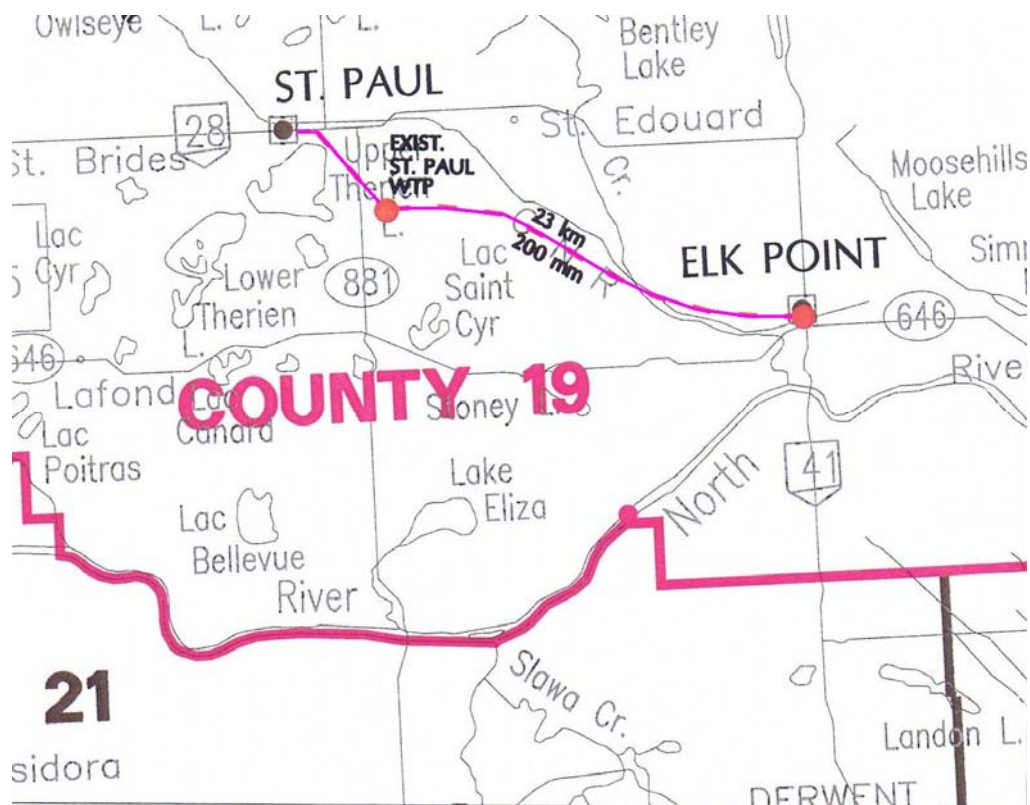 Owlseye
L.
L.
Bentley
Lake
ST. PAUL
28
St. Edouard
St. Brides
EXIST.
ST. PAUL
WTP
Upper
Therien
L.
Cr.
Moosehills
Lake
Lac
Cyr
23 km
200 mm
C N R
ELK POINT
Lac
Saint
Cyr
881
Lower
Therien
L.
646
646
Lafond
COUNTY 19
Lac
Canard
Stoney L.
Lac
Poitras
Lake
Eliza
North
41
Lac
Bellevue
River
Slawa Cr.
21
Landon L.
DERWENT